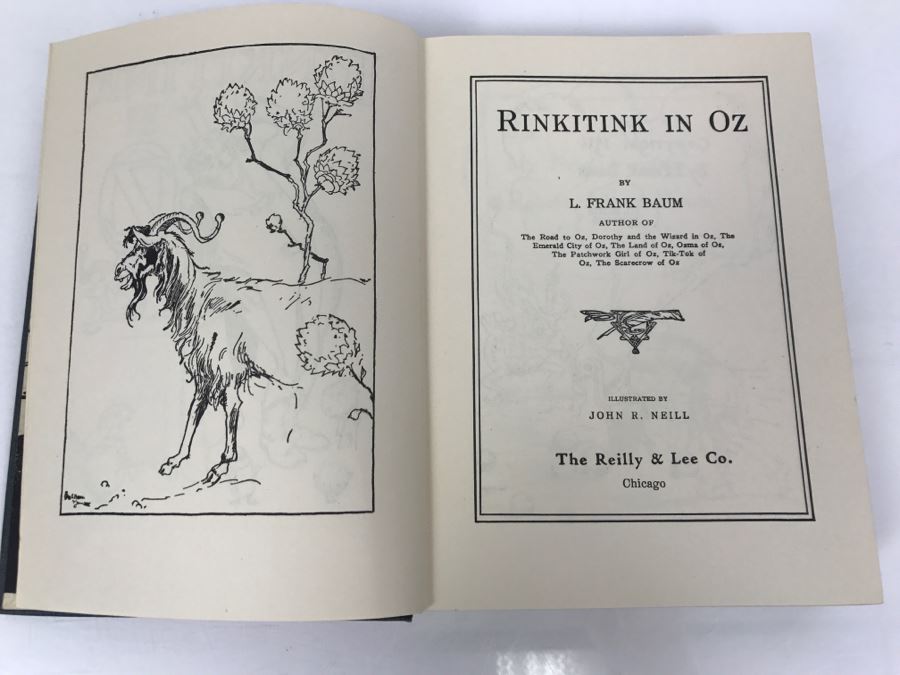 RINKITINK IN OZ
BY
L. FRANK BAUM
AUTHOR OF
The Road to Oz, Dorothy and the Wizard in Oz, The
Emerald City of Oz, The Land of Oz, Ozma of Oz,
The Patchwork Girl of Oz, Tik-Tok of
Oz, The Scarecrow of Oz
ILLUSTRATED BY
JOHN R. NEILL
The Reilly & Lee Co.
Chicago